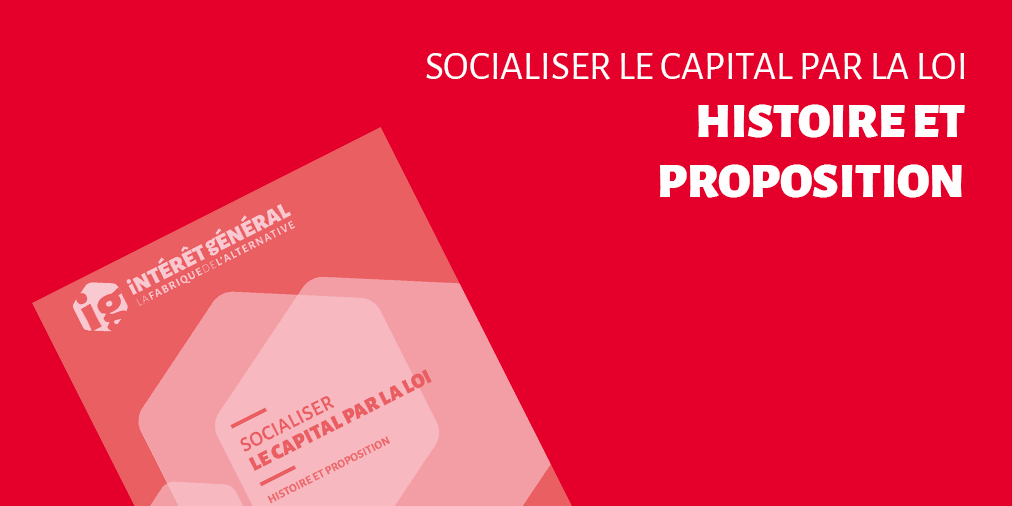 SOCIALISER LE CAPITAL PAR LA LOI
HISTOIRE ET
PROPOSITION
ig
iNTÉRÊT gÉNÉRAL
LA FABRIQUE DE L'ALTERNATIVE
SOCIALISER
LE CAPITAL PAR LA LOI
HISTOIRE ET PROPOSITION